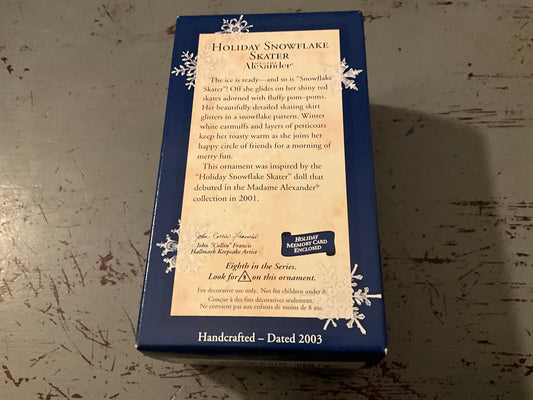 HOLIDAY SNOWFLAKE
SKATER
Alexander®
The ice is ready—and so is "Snowflake
Skater"! Off she glides on her shiny red
skates adorned with fluffy pom-poms.
Her beautifully detailed skating skirt
glitters in a snowflake pattern. Winter
white earmuffs and layers of petticoats
keep her toasty warm as she joins her
happy circle of friends for a morning of
merry fun.
This ornament was inspired by the
"Holiday Snowflake Skater" doll that
debuted in the Madame Alexander®
collection in 2001.
John "Collin" Francis
John "Collin" Francis
Hallmark Keepsake Artist
HOLIDAY
MEMORY CARD
ENCLOSED
Eighth in the Series.
Look for 8 on this ornament.
For decorative use only. Not for children under 8.
Conçue à des fins décoratives seulement.
Ne convient pas aux enfants de moins de 8 ans.
Handcrafted – Dated 2003